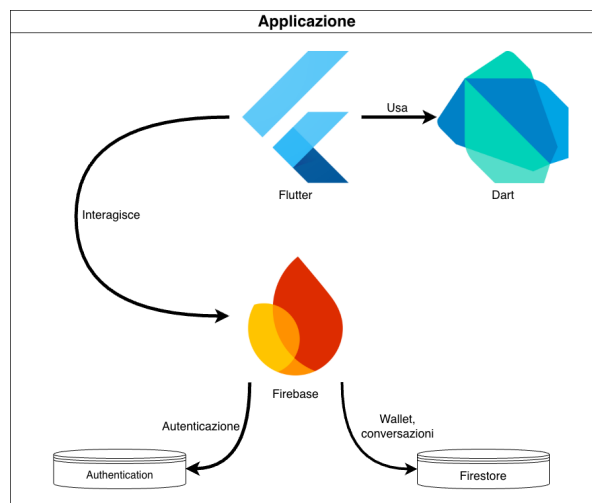 Applicazione
Usa
Flutter
Dart
Interagisce
Firebase
Autenticazione
Wallet,
conversazioni
Authentication
Firestore